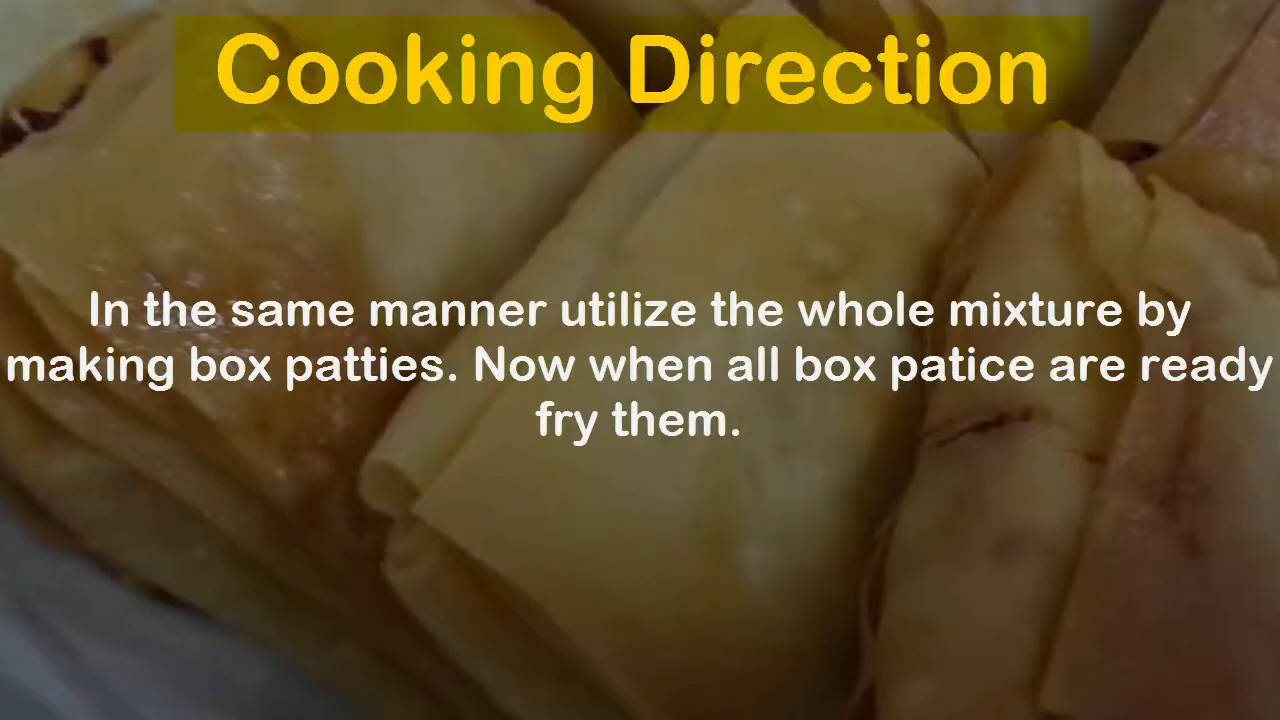 Cooking Direction
In the same manner utilize the whole mixture by
making box patties. Now when all box patice are ready
fry them.